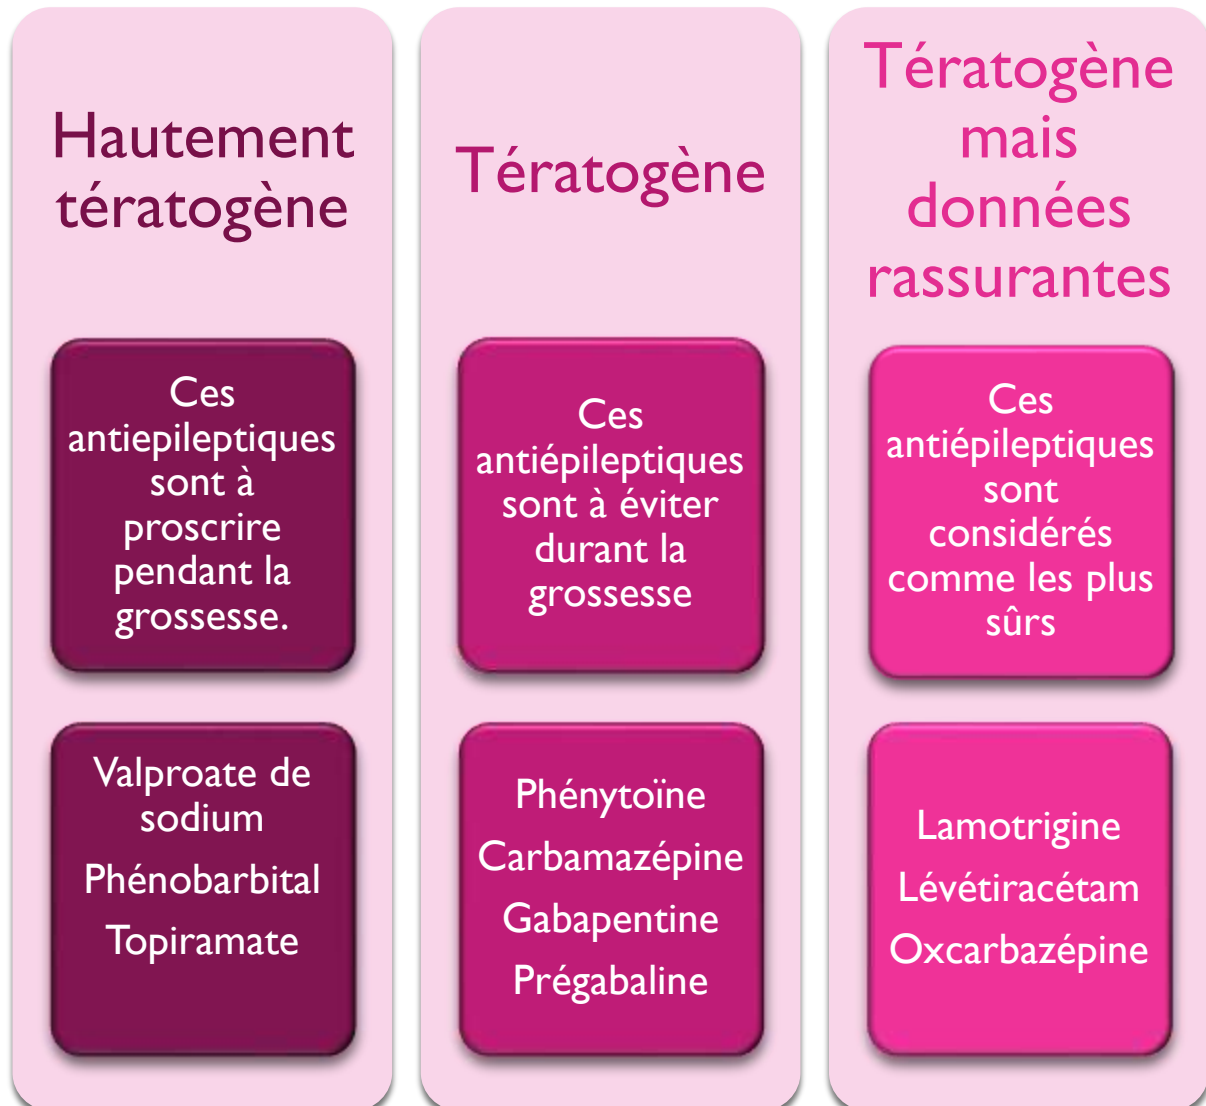 Hautement
tératogène
Ces
antiepileptiques
sont à
proscrire
pendant la
grossesse.
Valproate de
sodium
Phénobarbital
Topiramate
Tératogène
Ces
antiépileptiques
sont à éviter
durant la
grossesse
Phénytoïne
Carbamazépine
Gabapentine
Prégabaline
Tératogène
mais
données
rassurantes
Ces
antiépileptiques
sont
considérés
comme les plus
sûrs
Lamotrigine
Lévétiracétam
Oxcarbazépine